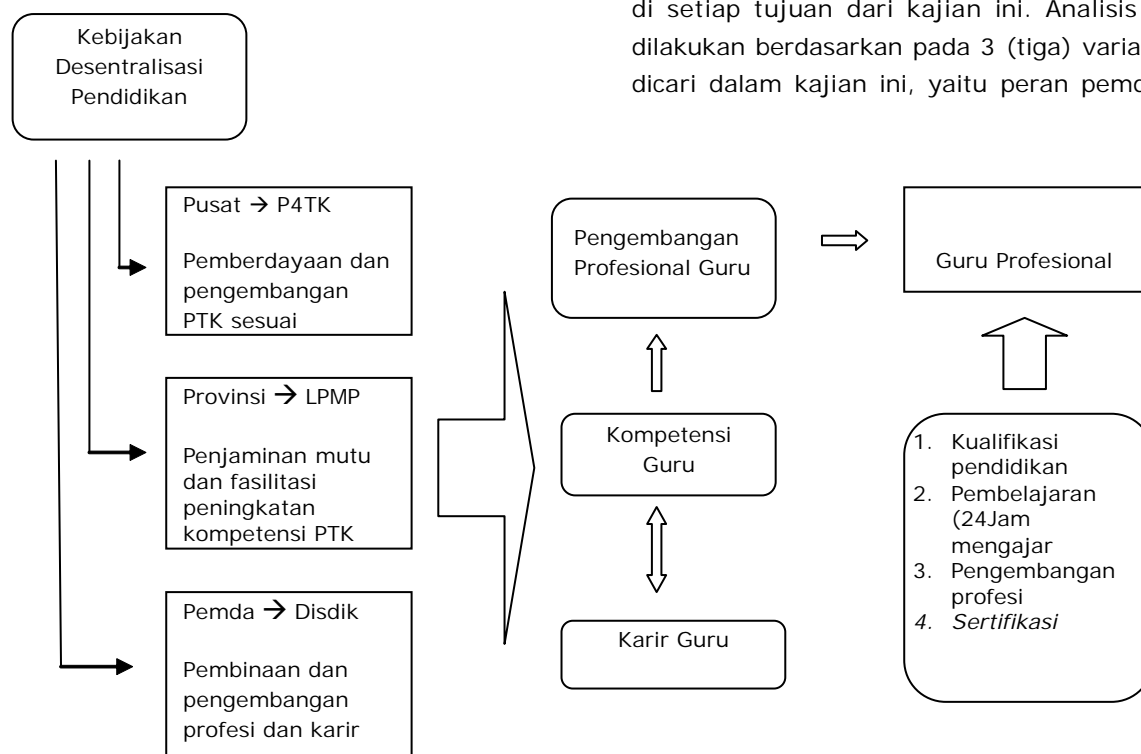 di setiap tujuan dari kajian ini. Analisis
dilakukan berdasarkan pada 3 (tiga)
dicari dalam kajian ini, yaitu peran
Kebijakan
Desentralisasi
Pendidikan
Pusat → P4TK
Pemberdayaan dan
pengembangan
PTK sesuai
Provinsi → LPMP
Penjaminan mutu
dan fasilitasi
peningkatan
kompetensi PTK
Pemda → Disdik
Pembinaan dan
pengembangan
profesi dan karir
Pengembangan
Profesional Guru
Kompetensi
Guru
Karir Guru
Guru Profesional
1. Kualifikasi
pendidikan
2. Pembelajaran
(24Jam
mengajar
3. Pengembangan
profesi
4. Sertifikasi